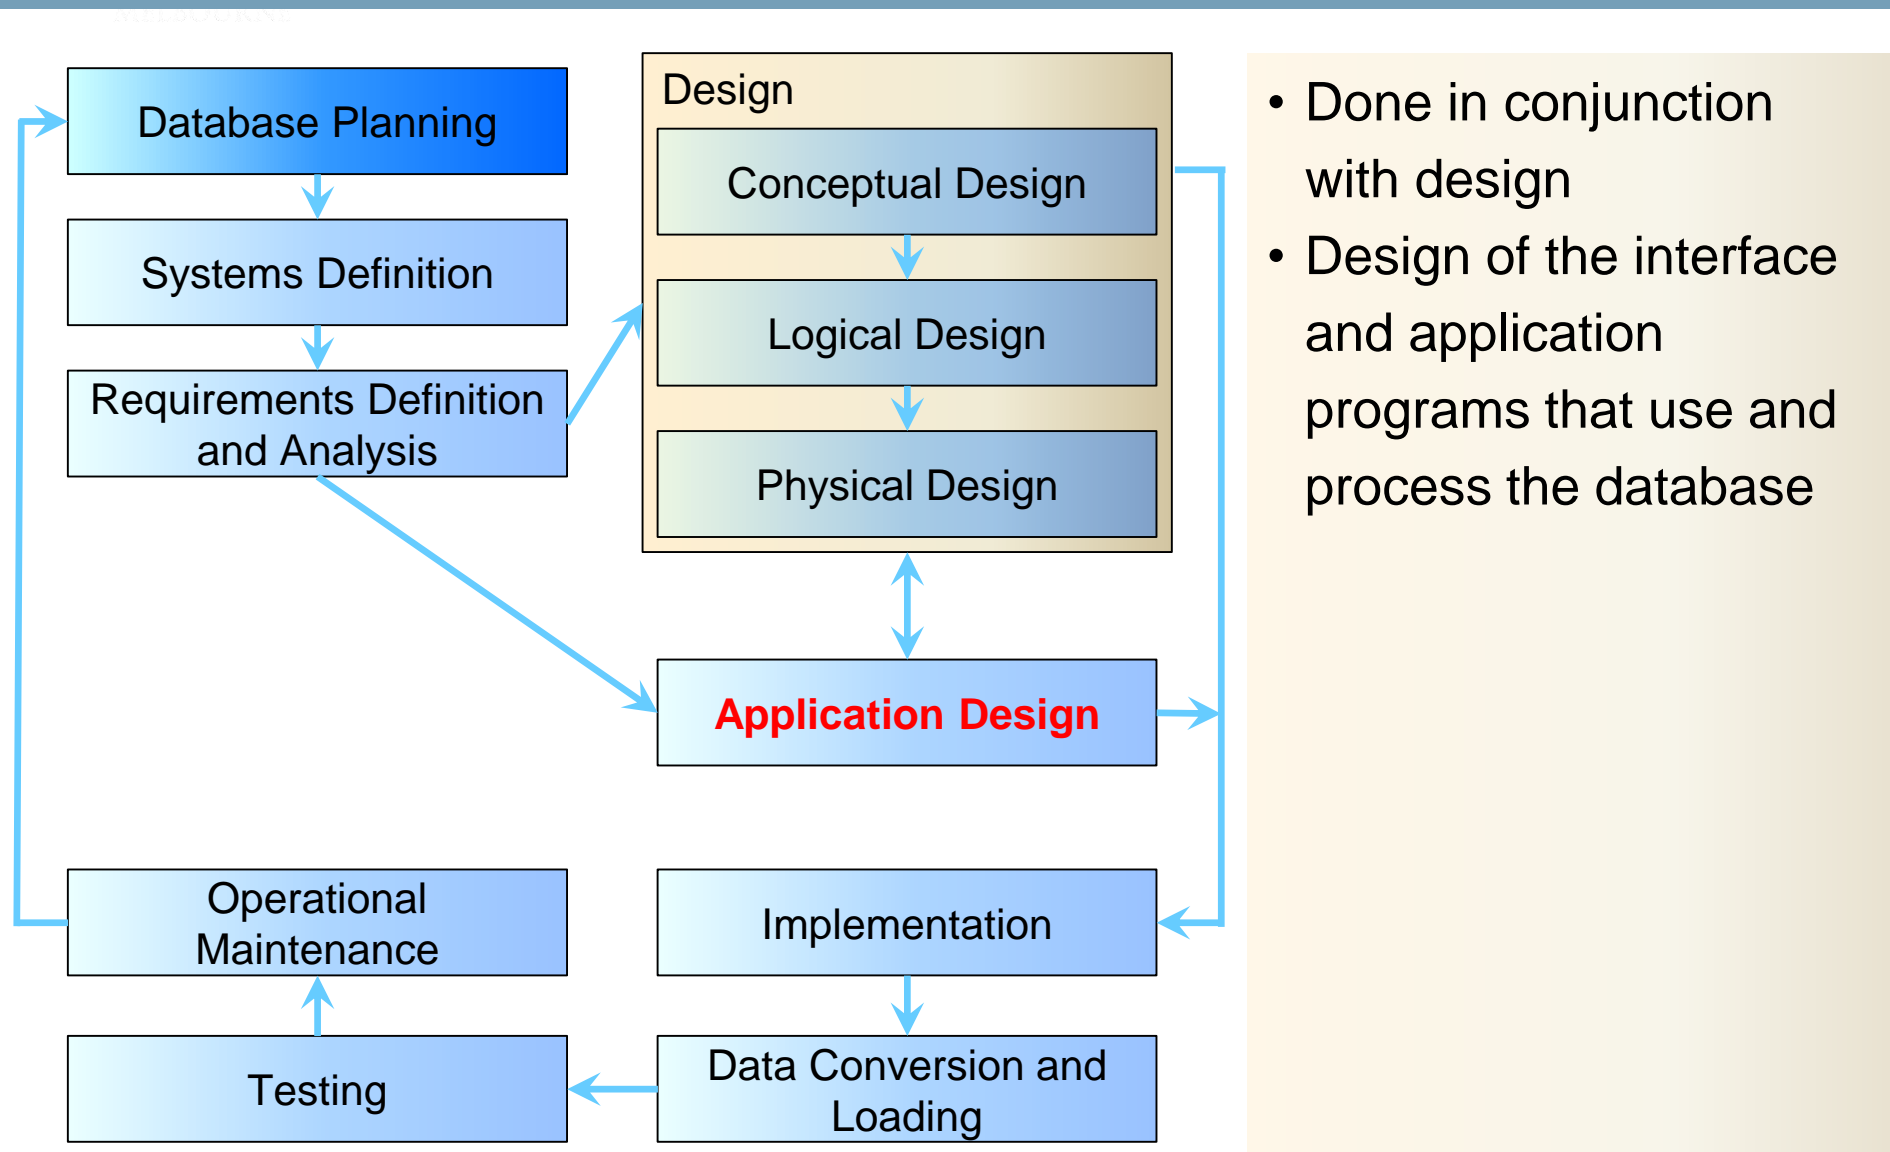 Database Planning
Systems Definition
Requirements Definition
and Analysis
Design
Conceptual Design
Logical Design
Physical Design
Application Design
Operational
Maintenance
Implementation
Testing
Data Conversion and
Loading
• Done in conjunction
with design
• Design of the interface
and application
programs that use and
process the database